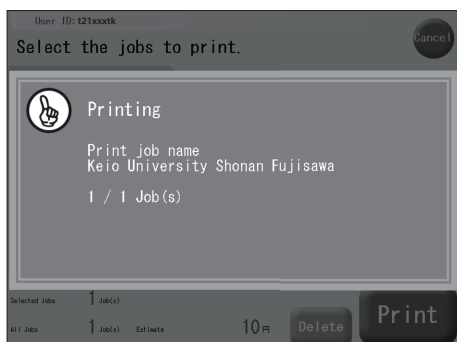 User ID: t21xxxtk
Select the jobs to print.
Cancel
Printing
Print job name
Keio University Shonan Fujisawa
1 / 1 Job(s)
Selected Jobs 1 Job(s)
All Jobs 1 Job(s) Estimate 10円 Delete Print